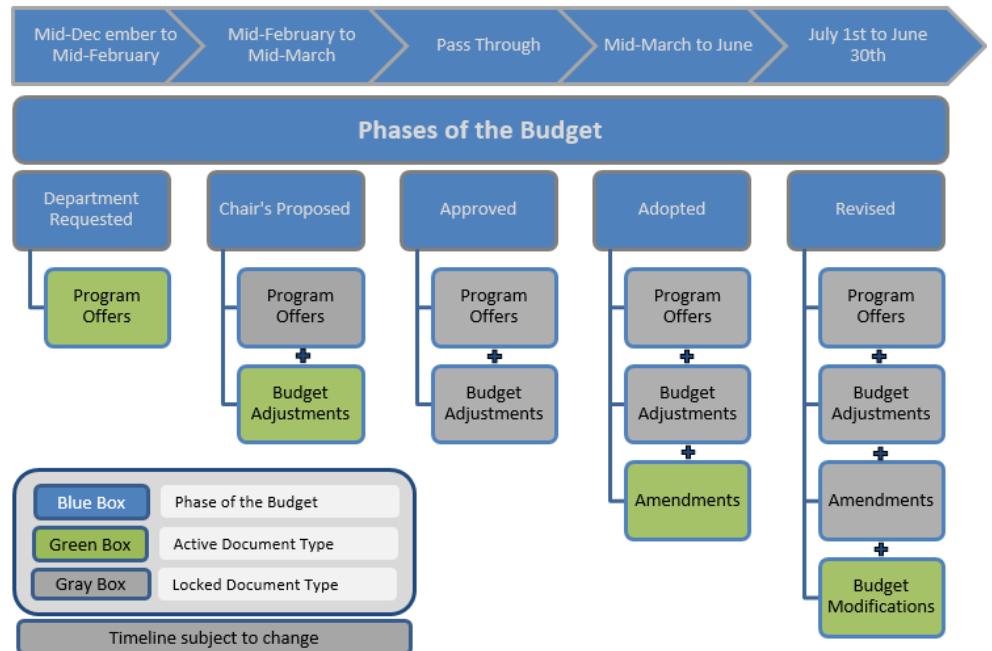 Mid-Dec ember to
Mid-February
Mid-February to
Mid-March
Pass Through
Mid-March to June
July 1st to June
30th
Phases of the Budget
Department
Requested
Chair's Proposed
Approved
Adopted
Revised
Program
Offers
Program
Offers
Program
Offers
Program
Offers
Program
Offers
Budget
Adjustments
Budget
Adjustments
Budget
Adjustments
Budget
Adjustments
Amendments
Amendments
Budget
Modifications
Blue Box
Phase of the Budget
Green Box
Active Document Type
Gray Box
Locked Document Type
Timeline subject to change